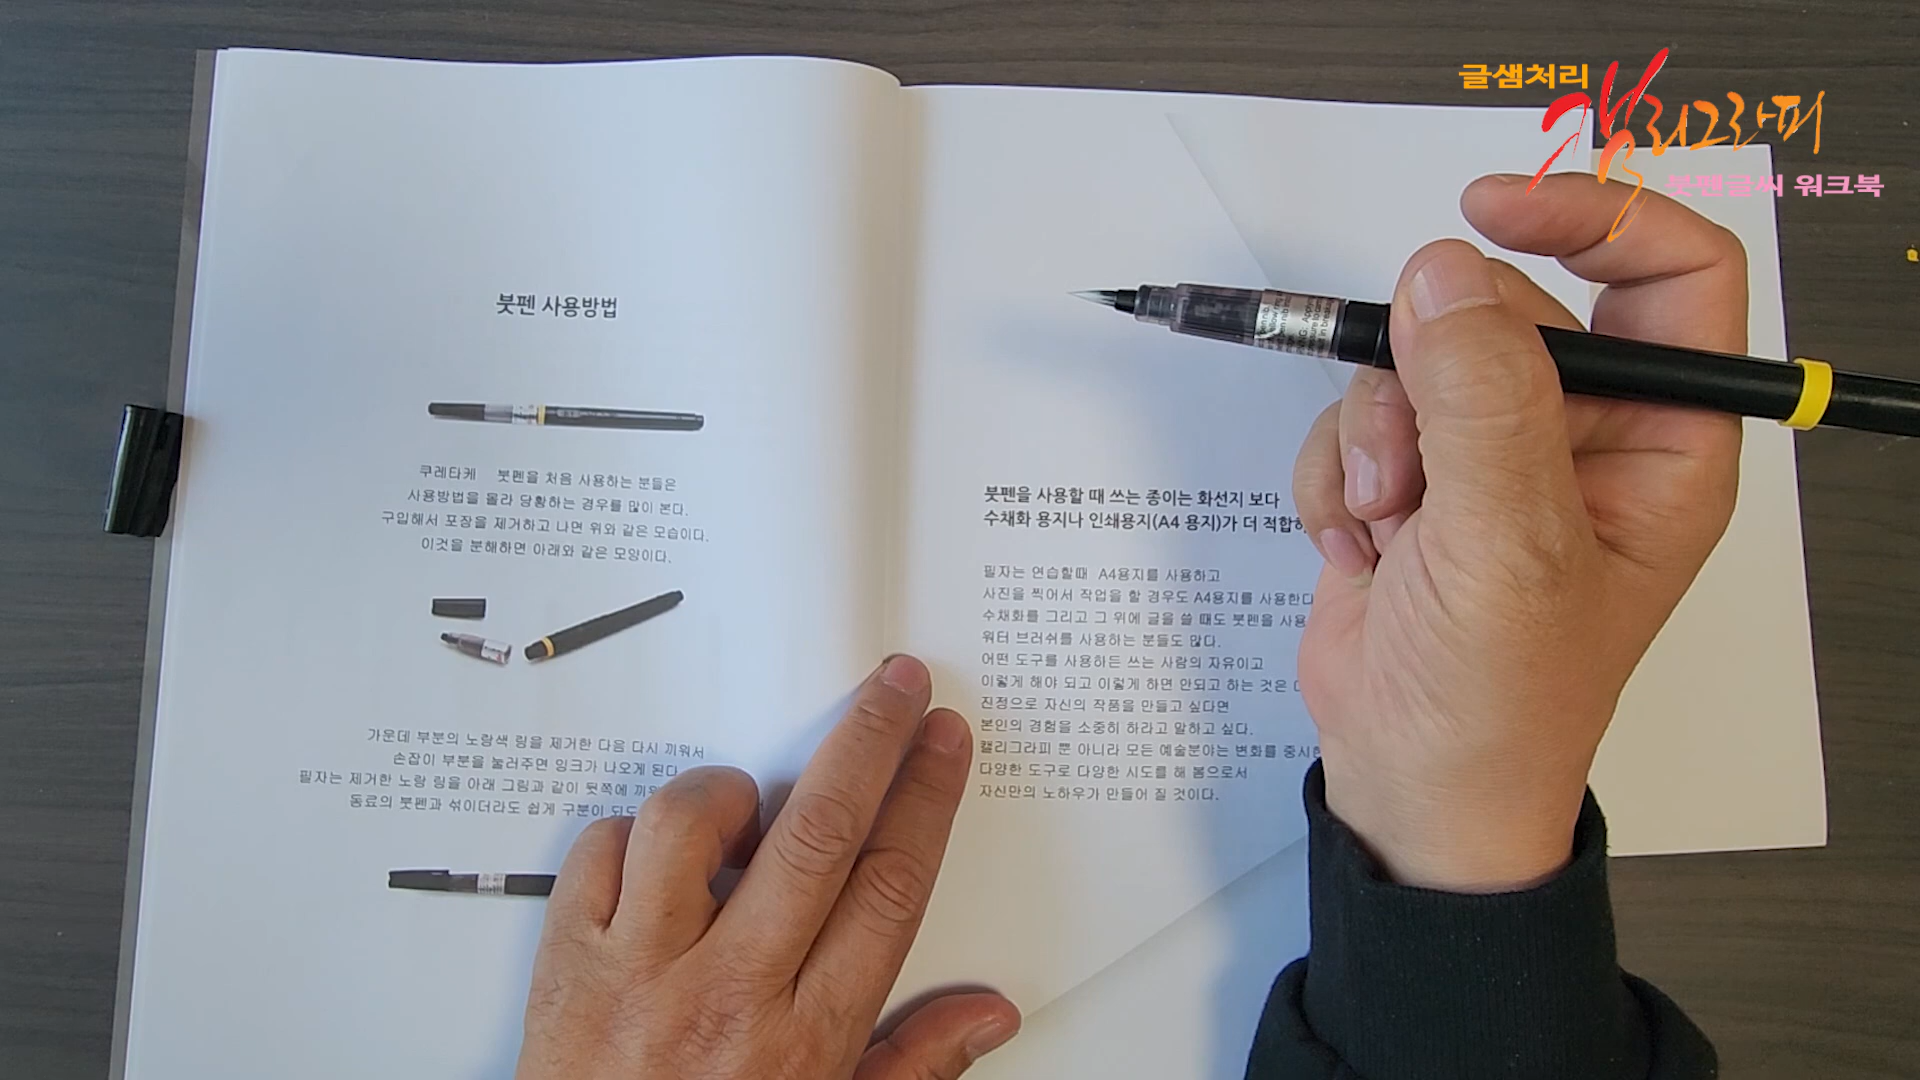 글샘처리
캘리그라피
붓펜글씨 워크북
붓펜 사용방법
쿠레타케 붓펜을 처음 사용하는 분들은
사용방법을 몰라 당황하는 경우를 많이 본다.
구입해서 포장을 제거하고 나면 위와 같은 모습이다.
이것을 분해하면 아래와 같은 모양이다.
가운데 부분의 노랑색 링을 제거한 다음 다시 끼워서
손잡이 부분을 눌러주면 잉크가 나오게 된다
필자는 제거한 노랑 링을 아래 그림과 같이 뒷쪽에
동료의 붓펜과 섞이더라도 쉽게 구분이
붓펜을 사용할 때 쓰는 종이는 화선지 보다
수채화 용지나 인쇄용지(A4 용지)가 더
필자는 연습할때 A4용지를 사용하고
사진을 찍어서 작업을 할 경우도 A4용지를 사용한다
수채화를 그리고 그 위에 글을 쓸 때도 붓펜을
워터 브러쉬를 사용하는 분들도 많다.
어떤 도구를 사용하든 쓰는 사람의 자유이고
이렇게 해야 되고 이렇게 하면 안되고 하는 것은
진정으로 자신의 작품을 만들고 싶다면
본인의 경험을 소중히 하라고 말하고 싶다.
캘리그라피 뿐 아니라 모든 예술분야는 변화를
다양한 도구로 다양한 시도를 해 봄으로서
자신만의 노하우가 만들어 질 것이다.